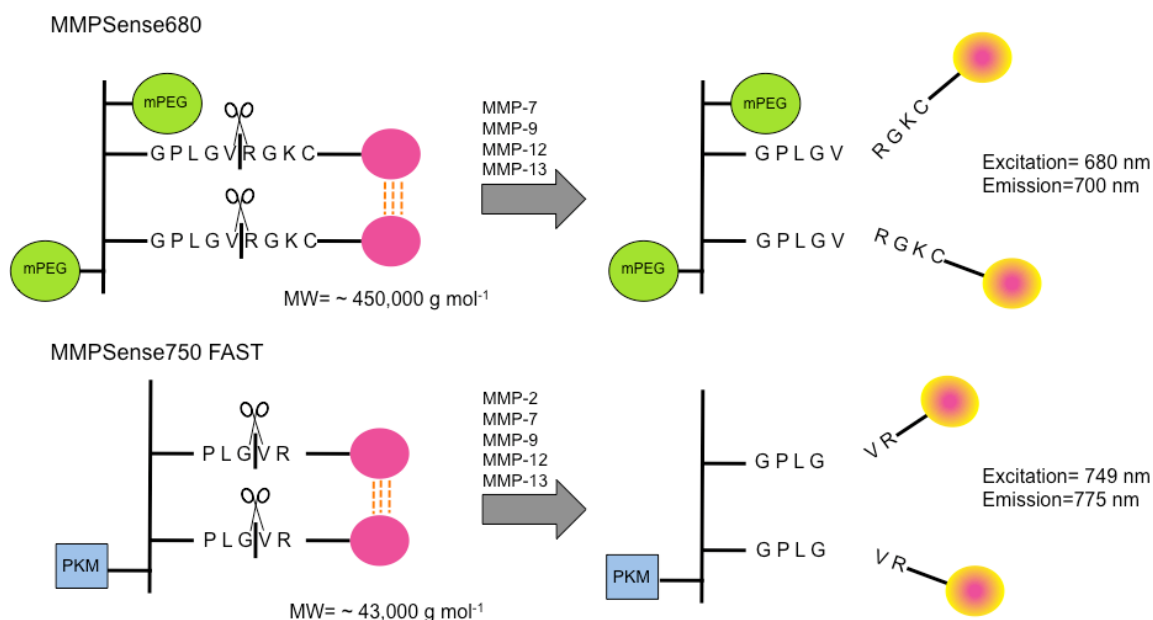 MMPSense680
mPEG
G P L G V R G K C
G P L G V R G K C
mPEG
MW= ~ 450,000 g mol⁻¹
MMP-7
MMP-9
MMP-12
MMP-13
mPEG
G P L G V
R G K C
G P L G V
R G K C
mPEG
Excitation= 680 nm
Emission=700 nm
MMPSense750 FAST
P L G V R
P L G V R
PKM
MW= ~ 43,000 g mol⁻¹
MMP-2
MMP-7
MMP-9
MMP-12
MMP-13
G P L G
V R
G P L G
V R
PKM
Excitation= 749 nm
Emission=775 nm